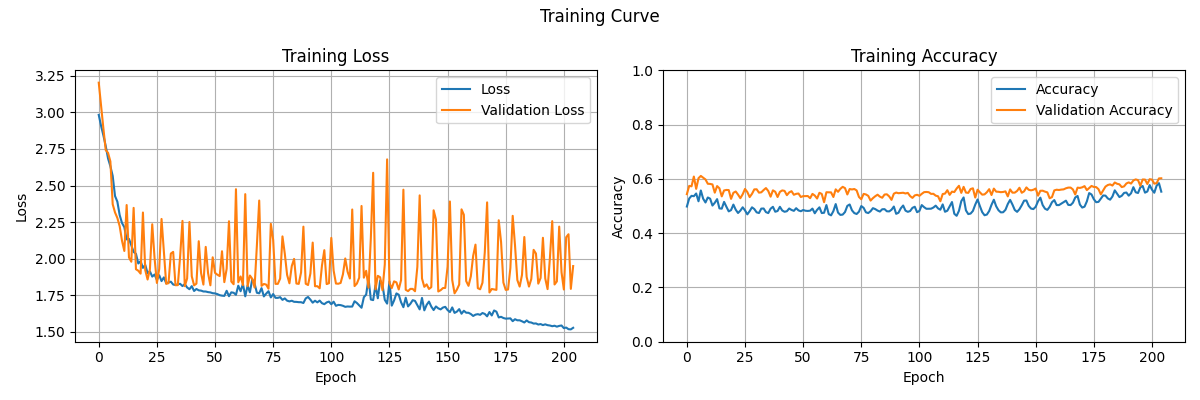 Training Curve
Training Loss
3.25
3.00
2.75
2.50
2.25
2.00
1.75
1.50
Loss
0
25
50
75
100
125
150
175
200
Epoch
Loss
Validation Loss
Training Accuracy
1.0
0.8
0.6
0.4
0.2
0.0
Accuracy
0
25
50
75
100
125
150
175
200
Epoch
Accuracy
Validation Accuracy